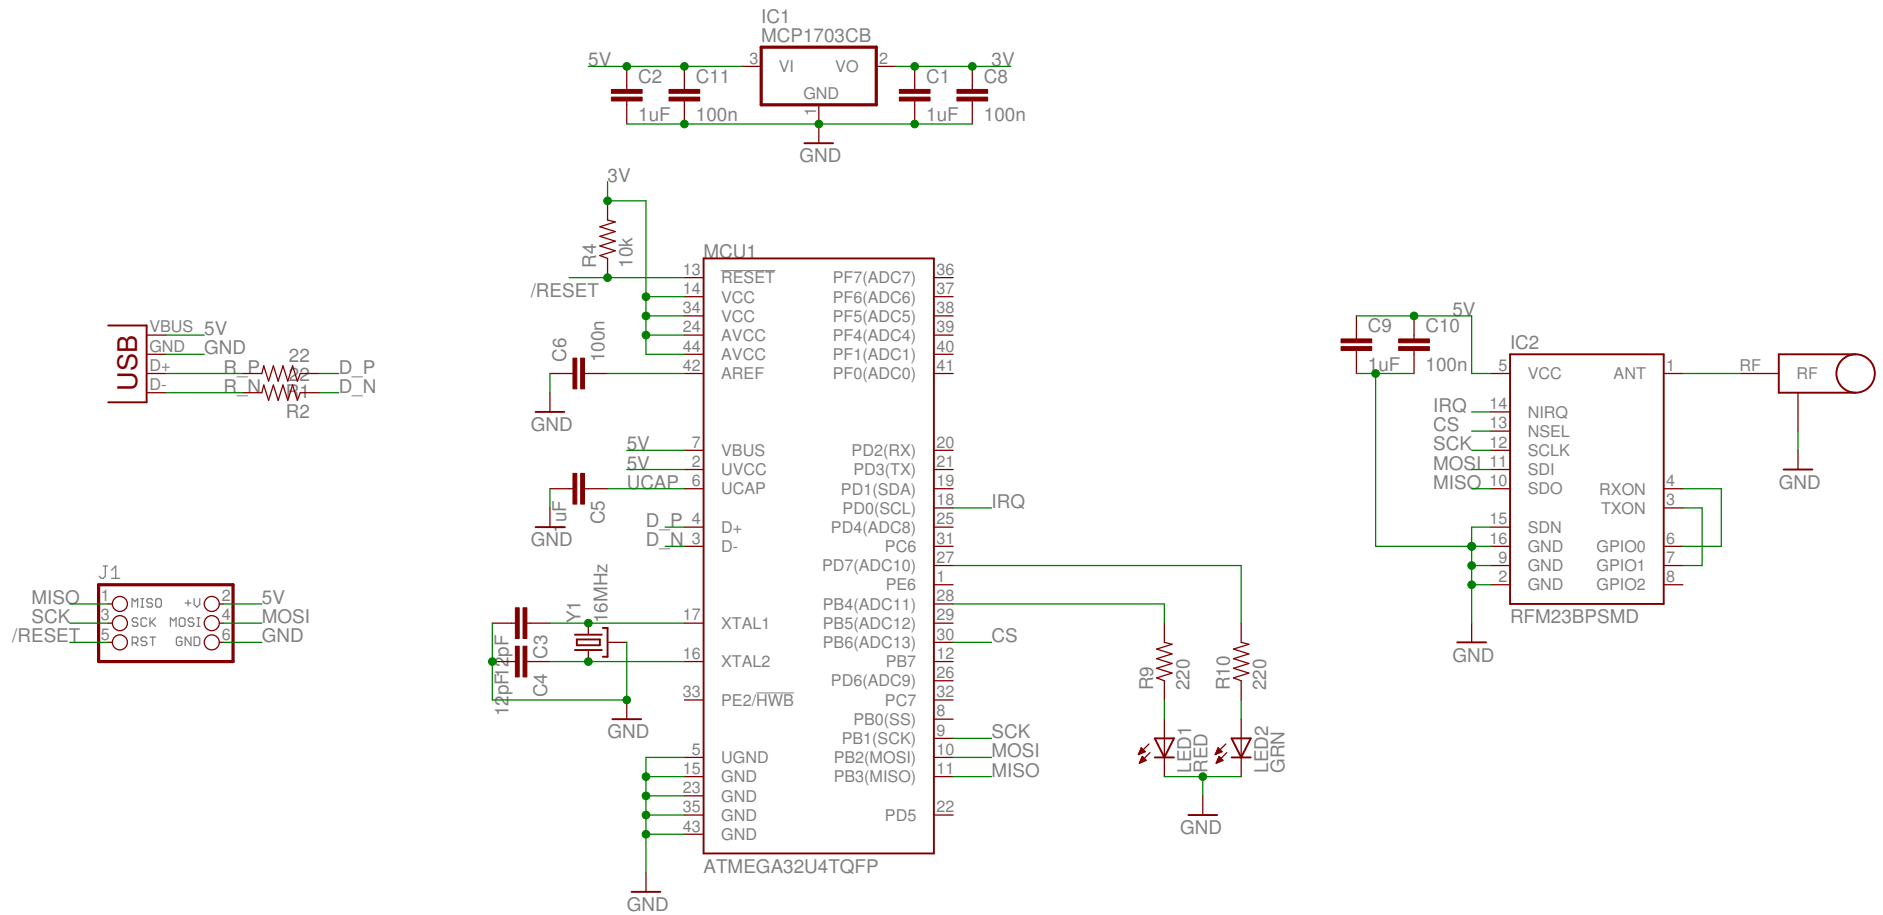 IC1
MCP1703CB
5V
3
VI
VO
2
3V
C2
C11
C1
C8
GND
1uF
100n
1
1uF
100n
GND
3V
R4
10k
/RESET
MCU1
13 RESET
14 VCC
34 VCC
24 AVCC
44 AVCC
42 AREF
C6
100n
GND
5V 7 VBUS
5V 2 UVCC
UCAP 6 UCAP
1uF
C5
GND
D_P 4 D+
D_N 3 D-
Y1
16MHz
17 XTAL1
16 XTAL2
C3
12pF
C4
12pF
33 PE2/HWB
GND
5 UGND
15 GND
23 GND
35 GND
43 GND
GND
PF7(ADC7) 36
PF6(ADC6) 37
PF5(ADC5) 38
PF4(ADC4) 39
PF1(ADC1) 40
PF0(ADC0) 41
PD2(RX) 20
PD3(TX) 21
PD1(SDA) 19
PD0(SCL) 18 IRQ
PD4(ADC8) 25
PC6 31
PD7(ADC10) 27
PE6 1
PB4(ADC11) 28
PB5(ADC12) 29
PB6(ADC13) 30 CS
PB7 12
PD6(ADC9) 26
PC7 32
PB0(SS) 8
PB1(SCK) 9 SCK
PB2(MOSI) 10 MOSI
PB3(MISO) 11 MISO
PD5 22
ATMEGA32U4TQFP
USB
VBUS 5V
GND GND
D+ R_P 22 D_P
D- R_N 22 D_N
R1
R2
J1
MISO 1 MISO +V 2 5V
SCK 3 SCK MOSI 4 MOSI
/RESET 5 RST GND 6 GND
R9
220
R10
220
LED1
RED
LED2
GRN
GND
5V
C9
C10
1uF
100n
IC2
5 VCC
IRQ 14 NIRQ
CS 13 NSEL
SCK 12 SCLK
MOSI 11 SDI
MISO 10 SDO
15 SDN
16 GND
9 GND
2 GND
GND
ANT 1 RF
RXON 4
TXON 3
GPIO0 6
GPIO1 7
GPIO2 8
RFM23BPSMD
RF
GND